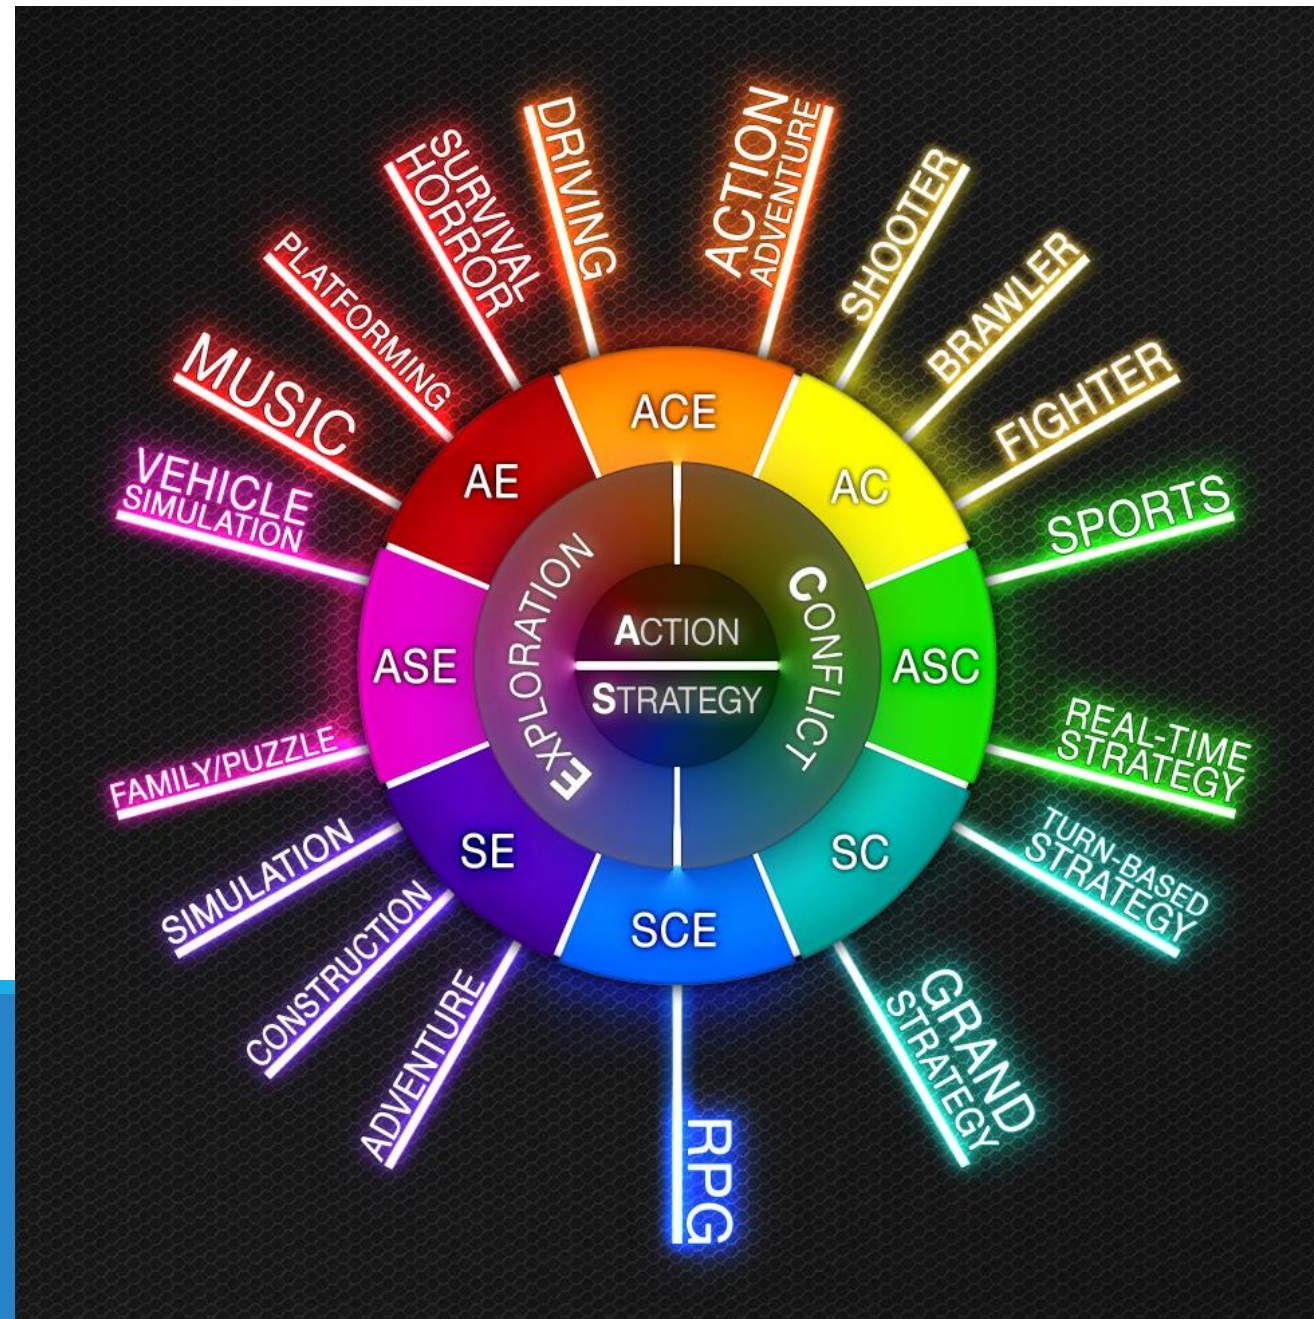 DRIVING
ACTION
ADVENTURE
SHOOTER
BRAWLER
FIGHTER
SPORTS
REAL-TIME
STRATEGY
TURN-BASED
STRATEGY
GRAND
STRATEGY
RPG
ADVENTURE
CONSTRUCTION
SIMULATION
FAMILY/PUZZLE
VEHICLE
SIMULATION
MUSIC
PLATFORMING
SURVIVAL
HORROR
ACE
AC
ASC
SC
SCE
SE
ASE
AE
EXPLORATION
CONFLICT
ACTION
STRATEGY